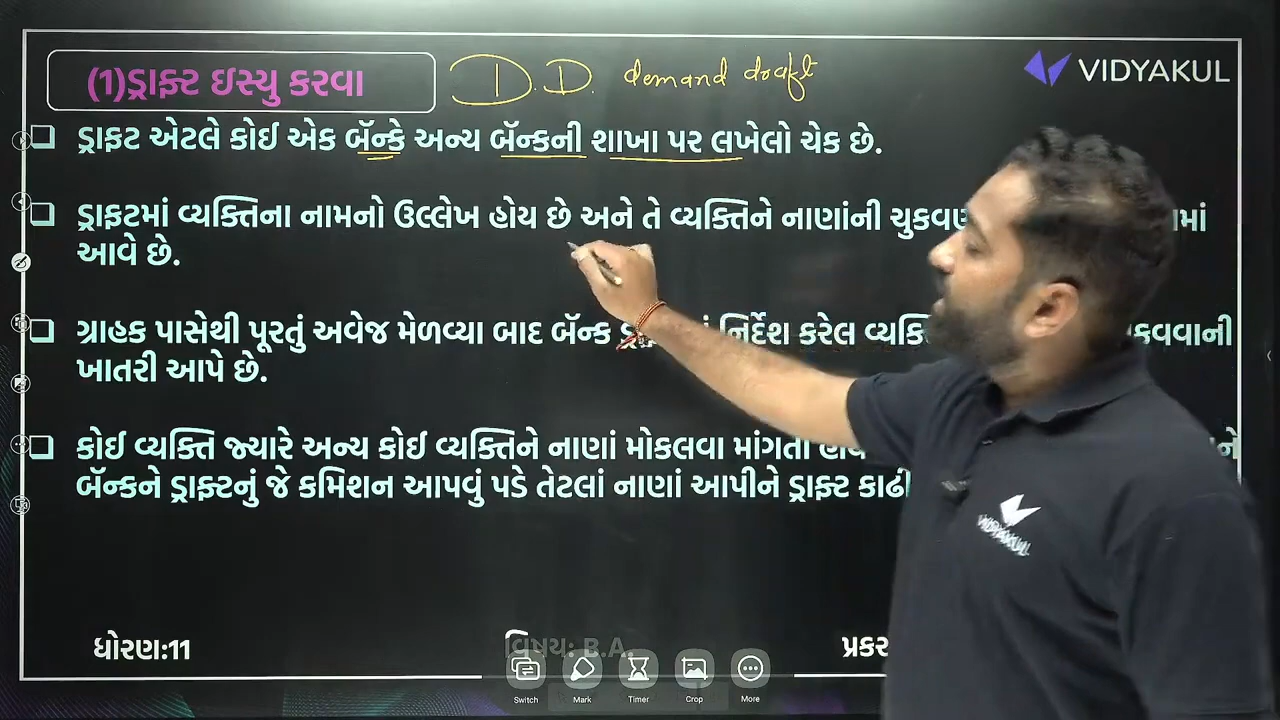 (1)ડ્રાફ્ટ ઇસ્યુ કરવા
D.D. demand draft
VIDYAKUL
ડ્રાફટ એટલે કોઈ એક બૅન્કે અન્ય બૅન્કની શાખા પર લખેલો ચેક છે.
ડ્રાફટમાં વ્યક્તિના નામનો ઉલ્લેખ હોય છે અને તે વ્યક્તિને નાણાંની
આવે છે.
ગ્રાહક પાસેથી પૂરતું અવેજ મેળવ્યા બાદ બૅન્ક નિર્દેશ કરેલ
ખાતરી આપે છે.
કોઈ વ્યક્તિ જ્યારે અન્ય કોઈ વ્યક્તિને નાણાં મોકલવા માંગતા
બૅન્કને ડ્રાફ્ટનું જે કમિશન આપવું પડે તેટલાં નાણાં આપીને ડ્રાફ્ટ
VIDYAKUL
ધોરણ:11
વિષય: B.A.
Switch
Mark
Timer
Crop
More